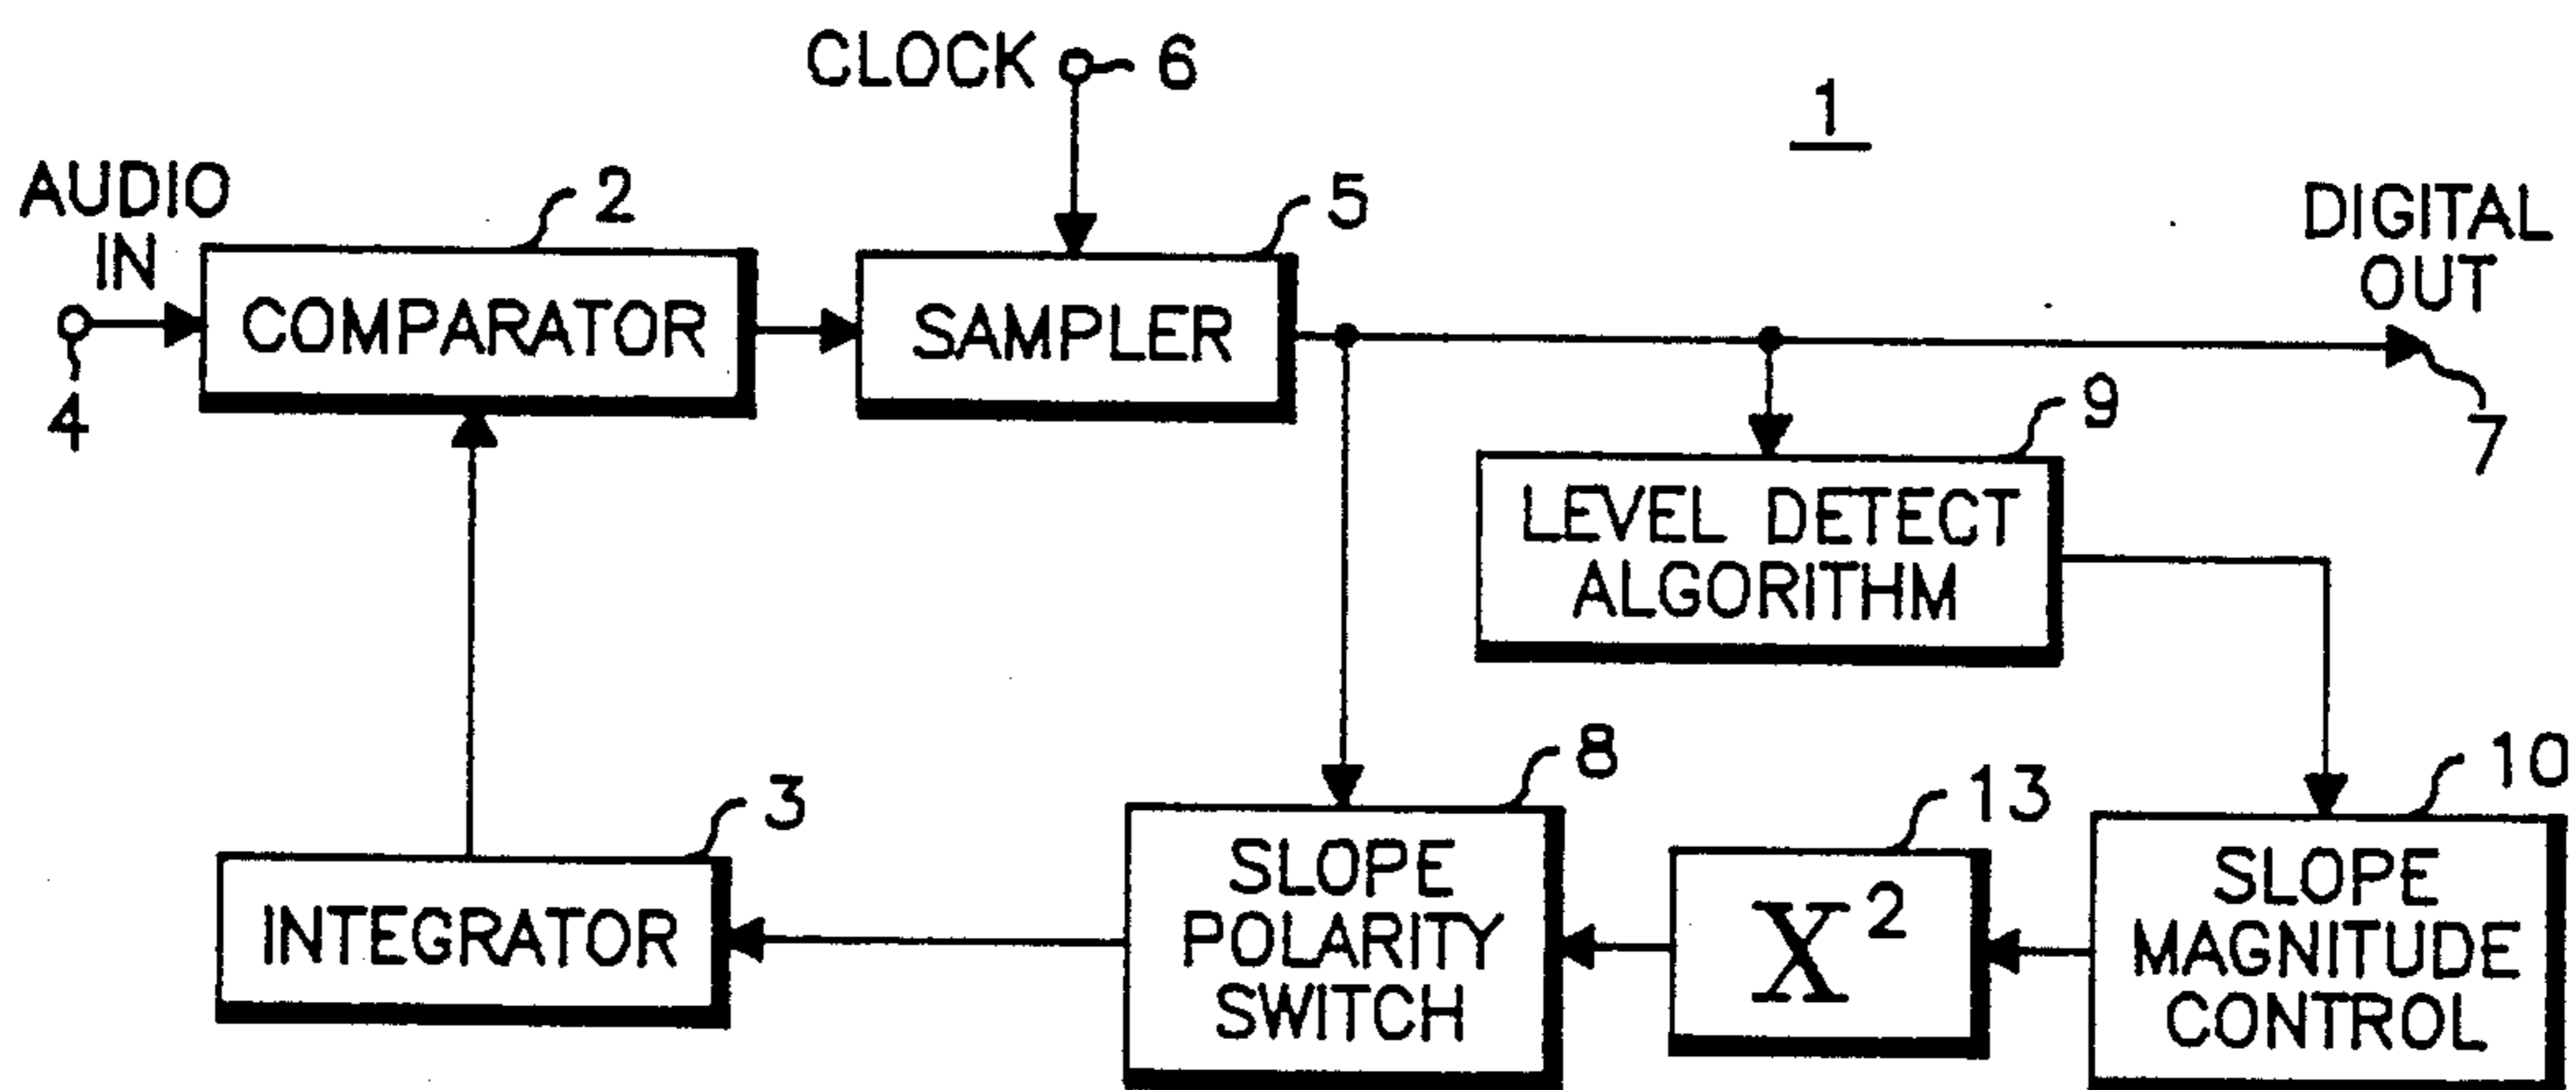 CLOCK 6
1
AUDIO
IN
2
5
DIGITAL
OUT
COMPARATOR
SAMPLER
4
9
7
LEVEL DETECT
ALGORITHM
3
8
13
10
INTEGRATOR
SLOPE
POLARITY
SWITCH
X²
SLOPE
MAGNITUDE
CONTROL